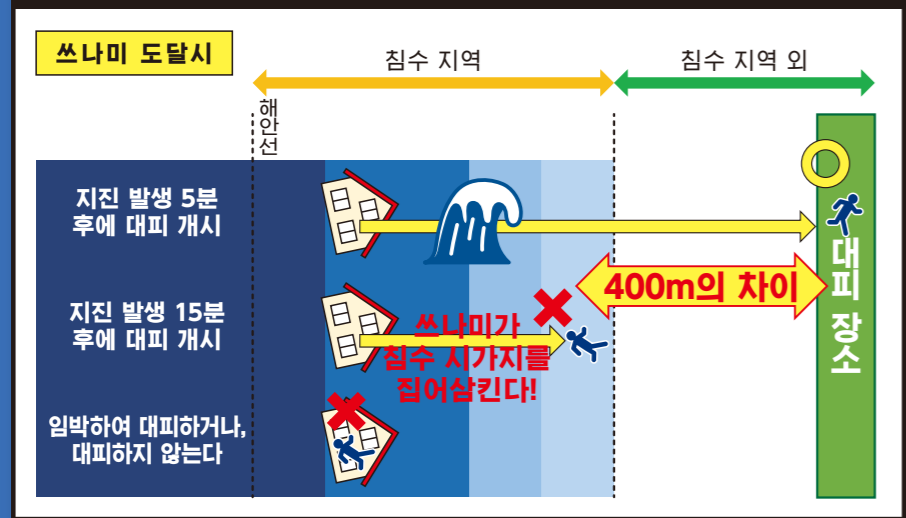 쓰나미 도달시
침수 지역
침수 지역 외
해안선
지진 발생 5분
후에 대피 개시
400m의 차이
대피 장소
지진 발생 15분
후에 대피 개시
쓰나미가
침수 시가지를
집어삼킨다!
임박하여 대피하거나,
대피하지 않는다